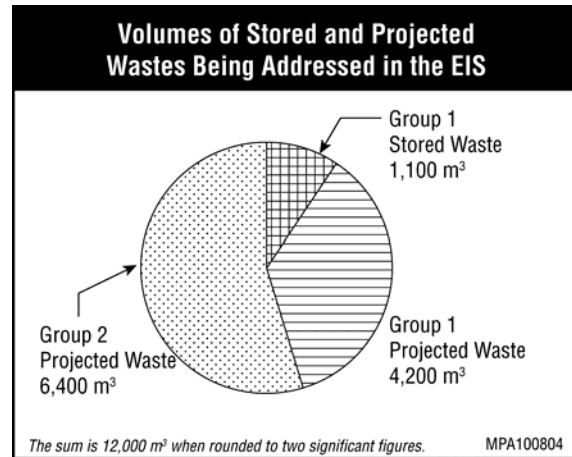 Volumes of Stored and Projected
Wastes Being Addressed in the EIS
Group 1
Stored Waste
1,100 m³
Group 2
Projected Waste
6,400 m³
Group 1
Projected Waste
4,200 m³
The sum is 12,000 m³ when rounded to two significant figures.
MPA100804